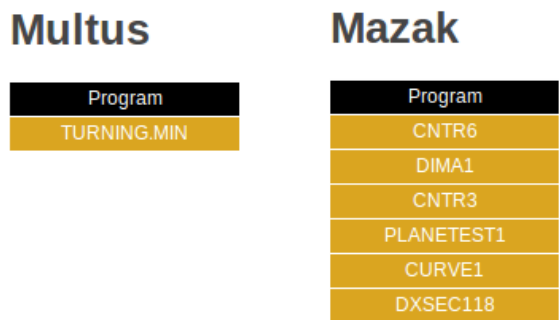 Multus
Program
TURNING.MIN
Mazak
Program
CNTR6
DIMA1
CNTR3
PLANETEST1
CURVE1
DXSEC118